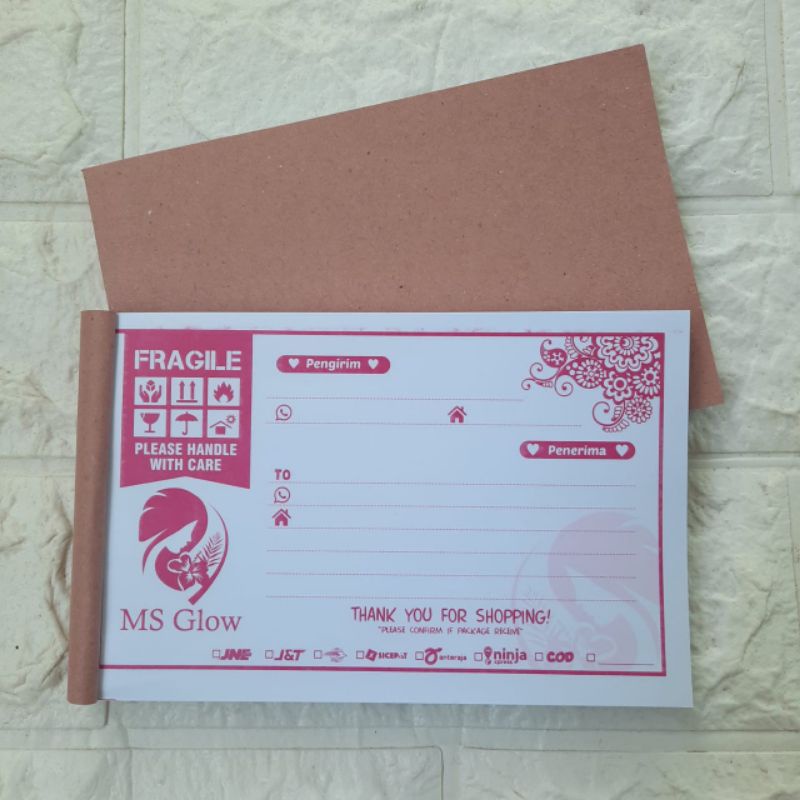 FRAGILE
PLEASE HANDLE
WITH CARE
MS Glow
Pengirim
Penerima
TO
THANK YOU FOR SHOPPING!
"PLEASE CONFIRM IF PACKAGE RECEIVE"
JNE J&T SICEPAT anteraja ninja xpress COD